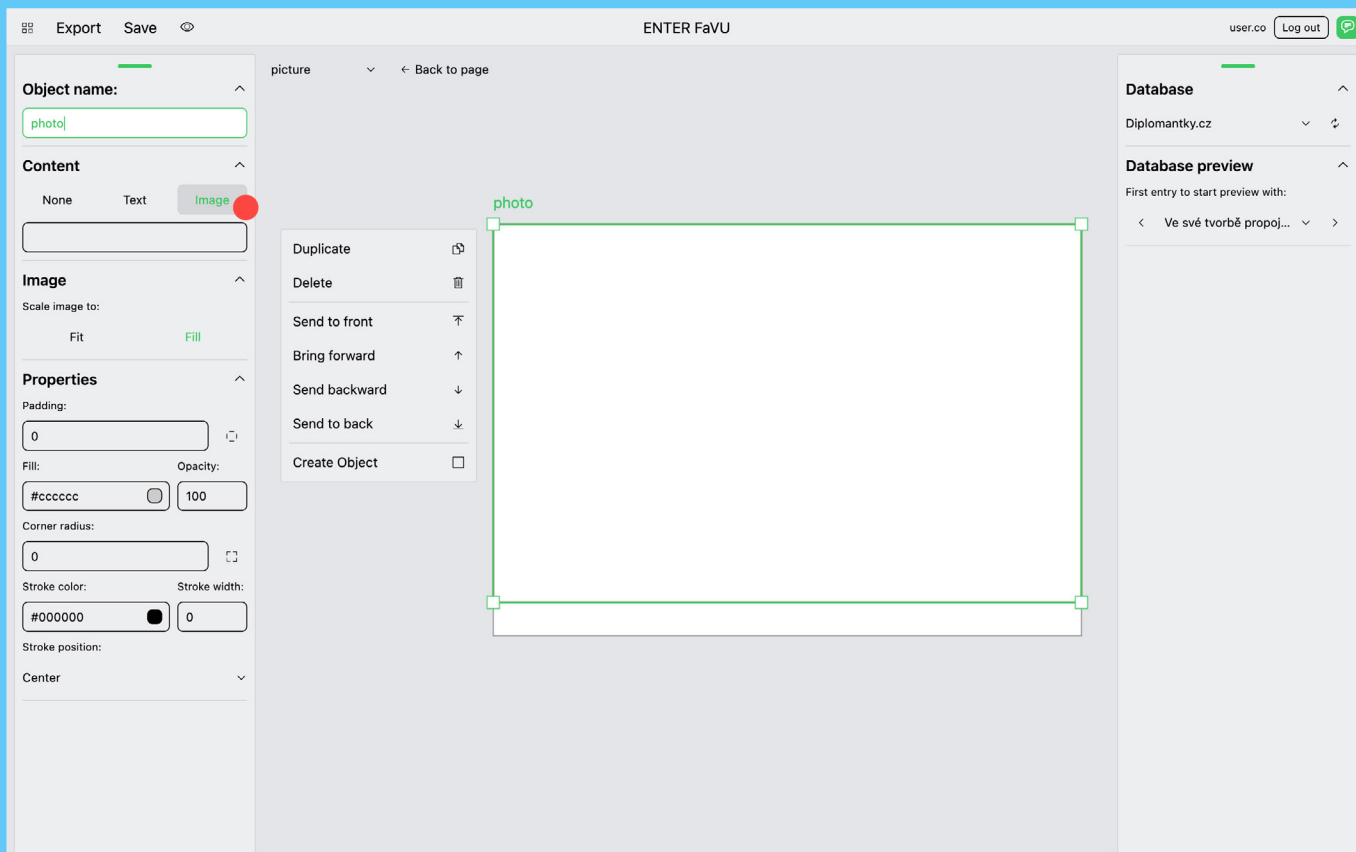 Export Save ENTER FaVU user.co Log out
picture ← Back to page
Object name:
photo
Content
None Text Image
Image
Scale image to:
Fit Fill
Properties
Padding:
0
Fill: Opacity:
#cccccc 100
Corner radius:
0
Stroke color: Stroke width:
#000000 0
Stroke position:
Center
Duplicate
Delete
Send to front
Bring forward
Send backward
Send to back
Create Object
photo
Database
Diplomantky.cz
Database preview
First entry to start preview with:
Ve své tvorbě propoj...